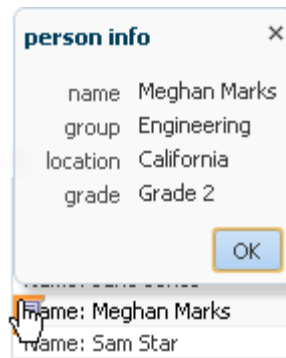 person info
name Meghan Marks
group Engineering
location California
grade Grade 2
OK
Name: Meghan Marks
Name: Sam Star